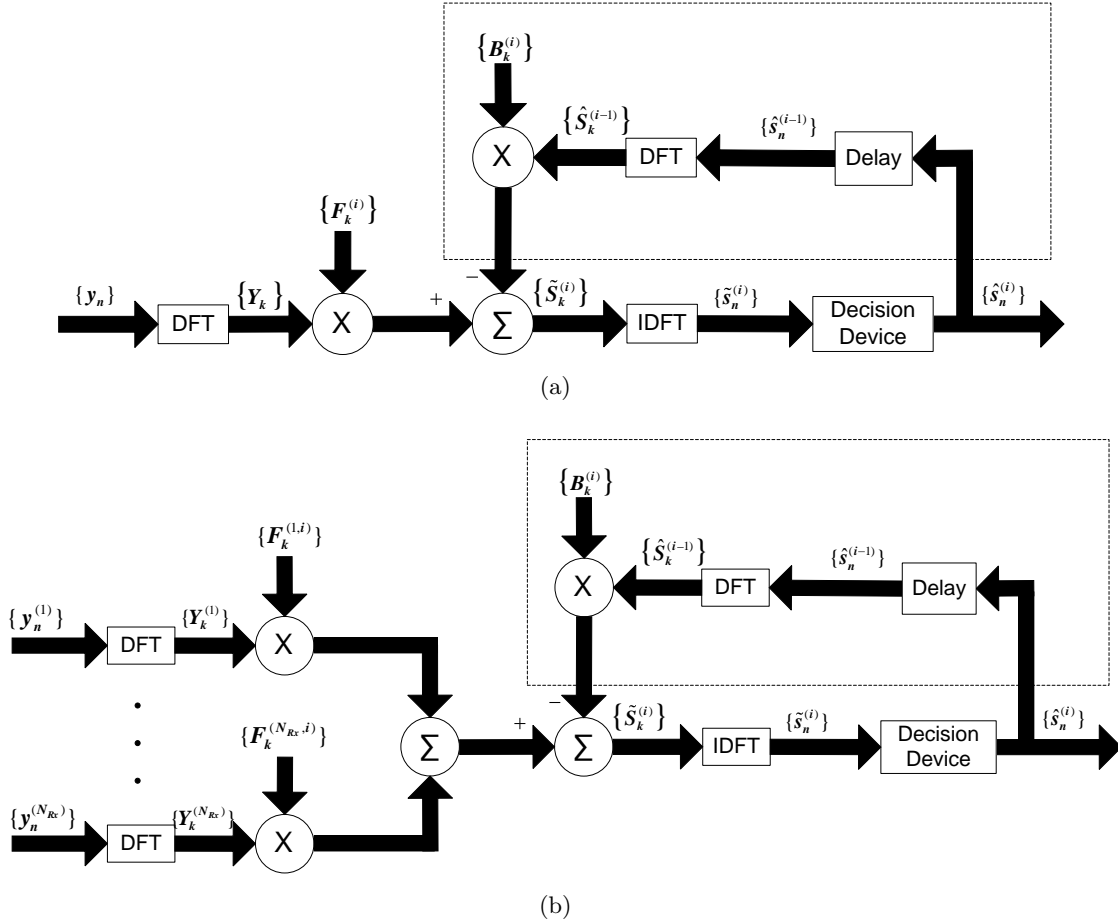 {B_k^(i)}
{Ŝ_k^(i−1)}
{ŝ_n^(i−1)}
X
DFT
Delay
{F_k^(i)}
−
{y_n}
{Y_k}
+
{S̃_k^(i)}
{s̃_n^(i)}
{ŝ_n^(i)}
DFT
X
Σ
IDFT
Decision
Device
(a)
{B_k^(i)}
{F_k^(1,i)}
{Ŝ_k^(i−1)}
{ŝ_n^(i−1)}
X
DFT
Delay
{y_n^(1)}
{Y_k^(1)}
DFT
X
−
{F_k^(N_Rx,i)}
+
{S̃_k^(i)}
{s̃_n^(i)}
{ŝ_n^(i)}
Σ
Σ
IDFT
Decision
Device
{y_n^(N_Rx)}
{Y_k^(N_Rx)}
DFT
X
(b)